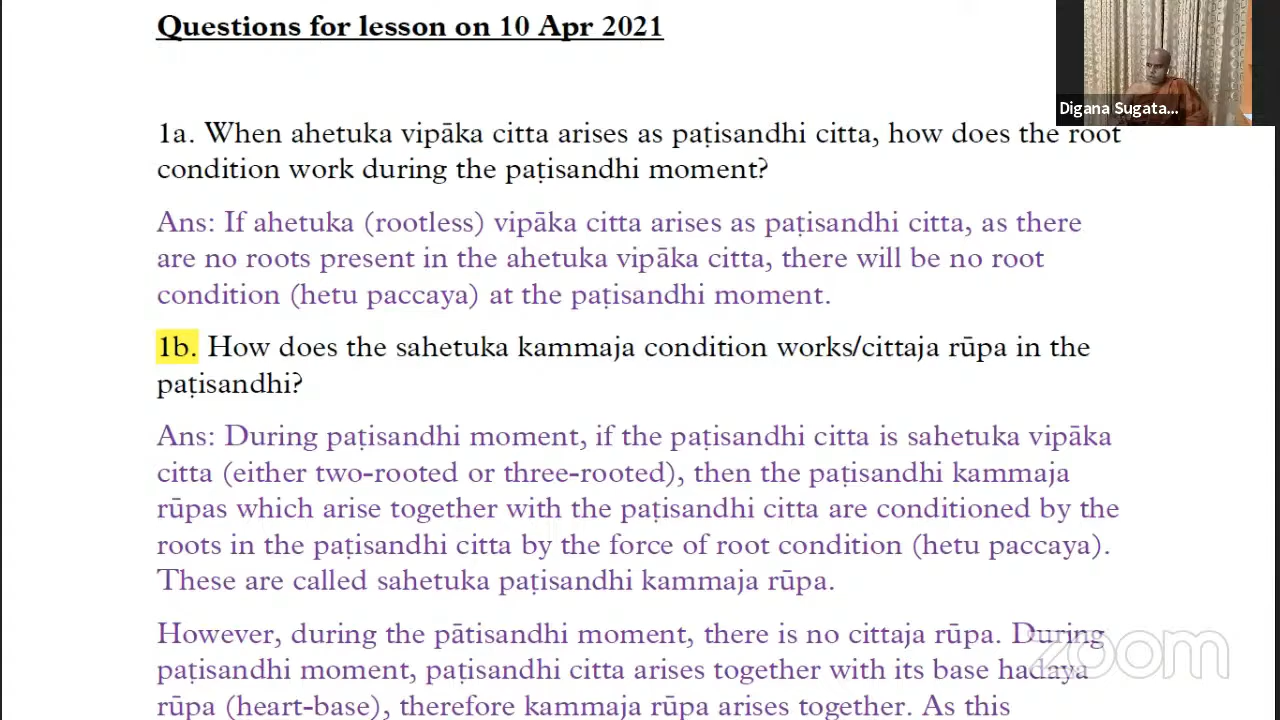 Questions for lesson on 10 Apr 2021
Digana Sugata...
1a. When ahetuka vipāka citta arises as paṭisandhi citta, how does the root
condition work during the paṭisandhi moment?
Ans: If ahetuka (rootless) vipāka citta arises as paṭisandhi citta, as there
are no roots present in the ahetuka vipāka citta, there will be no root
condition (hetu paccaya) at the paṭisandhi moment.
1b. How does the sahetuka kammaja condition works/cittaja rūpa in the
paṭisandhi?
Ans: During paṭisandhi moment, if the paṭisandhi citta is sahetuka vipāka
citta (either two-rooted or three-rooted), then the paṭisandhi kammaja
rūpas which arise together with the paṭisandhi citta are conditioned by the
roots in the paṭisandhi citta by the force of root condition (hetu paccaya).
These are called sahetuka paṭisandhi kammaja rūpa.
However, during the pātisandhi moment, there is no cittaja rūpa. During
paṭisandhi moment, paṭisandhi citta arises together with its base hadaya
rūpa (heart-base), therefore kammaja rūpa arises together. As this
zoom